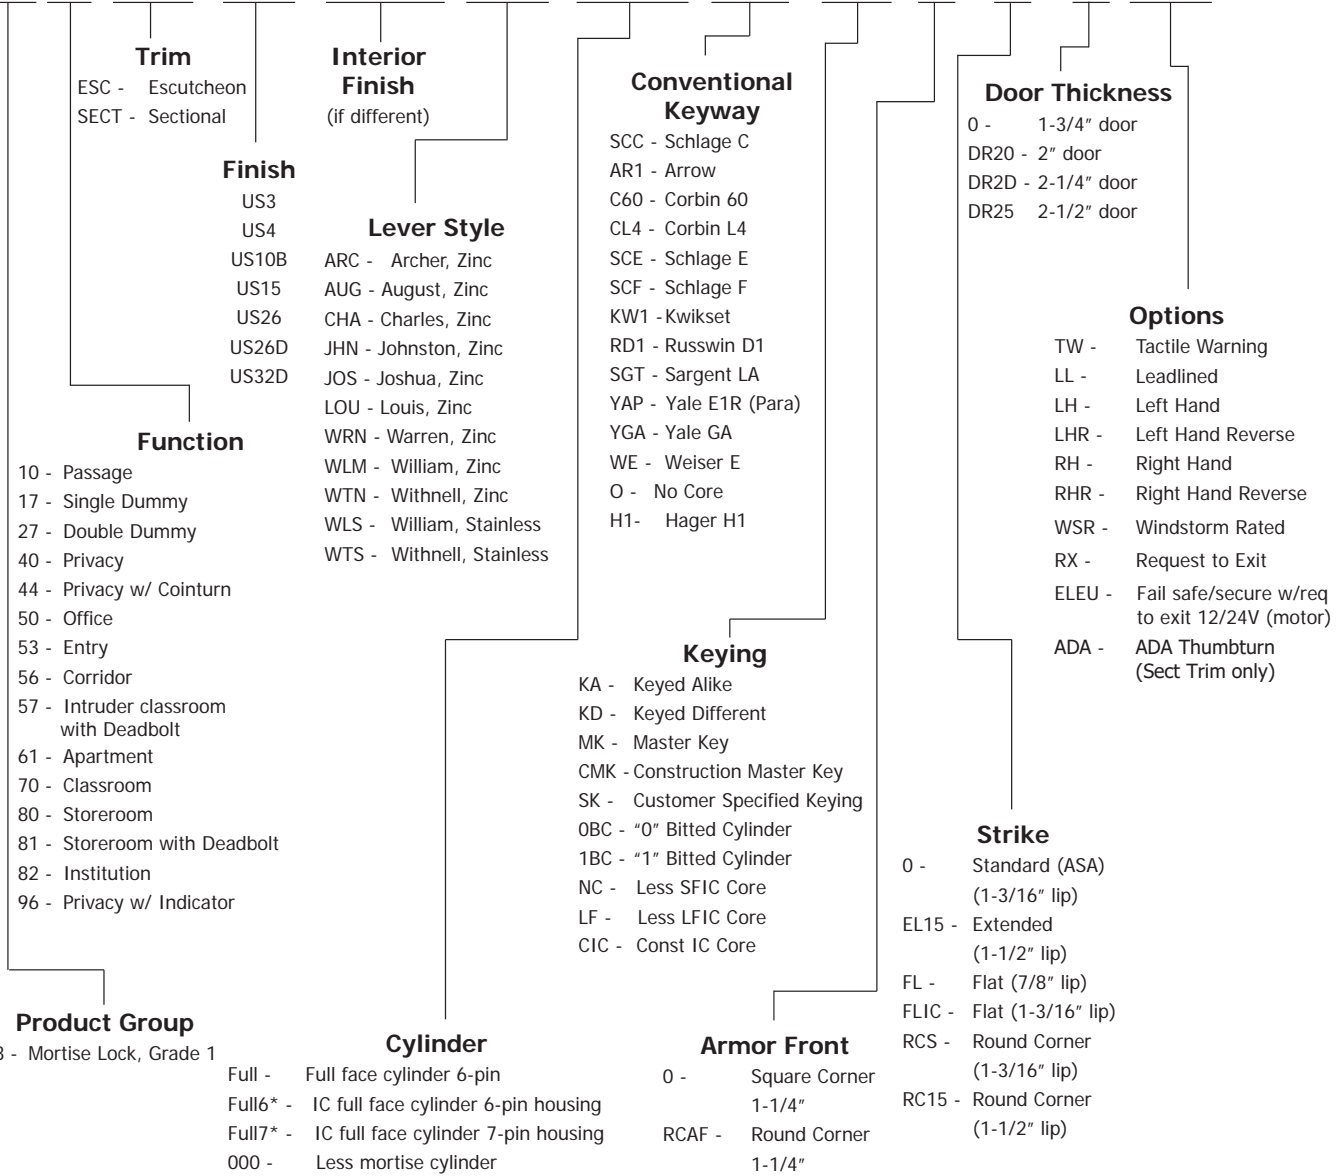 Trim
ESC - Escutcheon
SECT - Sectional
Finish
US3
US4
US10B
US15
US26
US26D
US32D
Interior
Finish
(if different)
Lever Style
ARC - Archer, Zinc
AUG - August, Zinc
CHA - Charles, Zinc
JHN - Johnston, Zinc
JOS - Joshua, Zinc
LOU - Louis, Zinc
WRN - Warren, Zinc
WLM - William, Zinc
WTN - Withnell, Zinc
WLS - William, Stainless
WTS - Withnell, Stainless
Conventional
Keyway
SCC - Schlage C
AR1 - Arrow
C60 - Corbin 60
CL4 - Corbin L4
SCE - Schlage E
SCF - Schlage F
KW1 - Kwikset
RD1 - Russwin D1
SGT - Sargent LA
YAP - Yale E1R (Para)
YGA - Yale GA
WE - Weiser E
O - No Core
H1- Hager H1
Door Thickness
0 - 1-3/4" door
DR20 - 2" door
DR2D - 2-1/4" door
DR25 2-1/2" door
Options
TW - Tactile Warning
LL - Leadlined
LH - Left Hand
LHR - Left Hand Reverse
RH - Right Hand
RHR - Right Hand Reverse
WSR - Windstorm Rated
RX - Request to Exit
ELEU - Fail safe/secure w/req
to exit 12/24V (motor)
ADA - ADA Thumbturn
(Sect Trim only)
Function
10 - Passage
17 - Single Dummy
27 - Double Dummy
40 - Privacy
44 - Privacy w/ Cointurn
50 - Office
53 - Entry
56 - Corridor
57 - Intruder classroom
with Deadbolt
61 - Apartment
70 - Classroom
80 - Storeroom
81 - Storeroom with Deadbolt
82 - Institution
96 - Privacy w/ Indicator
Keying
KA - Keyed Alike
KD - Keyed Different
MK - Master Key
CMK - Construction Master Key
SK - Customer Specified Keying
0BC - "0" Bitted Cylinder
1BC - "1" Bitted Cylinder
NC - Less SFIC Core
LF - Less LFIC Core
CIC - Const IC Core
Strike
0 - Standard (ASA)
(1-3/16" lip)
EL15 - Extended
(1-1/2" lip)
FL - Flat (7/8" lip)
FLIC - Flat (1-3/16" lip)
RCS - Round Corner
(1-3/16" lip)
RC15 - Round Corner
(1-1/2" lip)
Product Group
- Mortise Lock, Grade 1
Cylinder
Full - Full face cylinder 6-pin
Full6* - IC full face cylinder 6-pin housing
Full7* - IC full face cylinder 7-pin housing
000 - Less mortise cylinder
Armor Front
0 - Square Corner
1-1/4"
RCAF - Round Corner
1-1/4"